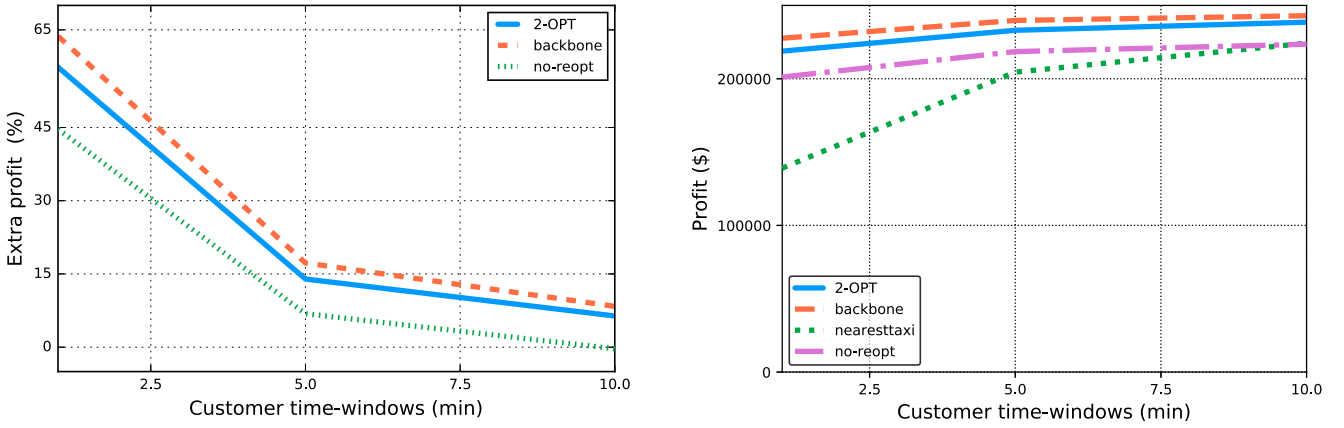 65
45
30
15
0
Extra profit (%)
2-OPT
backbone
no-reopt
2.5
5.0
7.5
10.0
Customer time-windows (min)
200000
100000
0
Profit ($)
2-OPT
backbone
nearesttaxi
no-reopt
2.5
5.0
7.5
10.0
Customer time-windows (min)